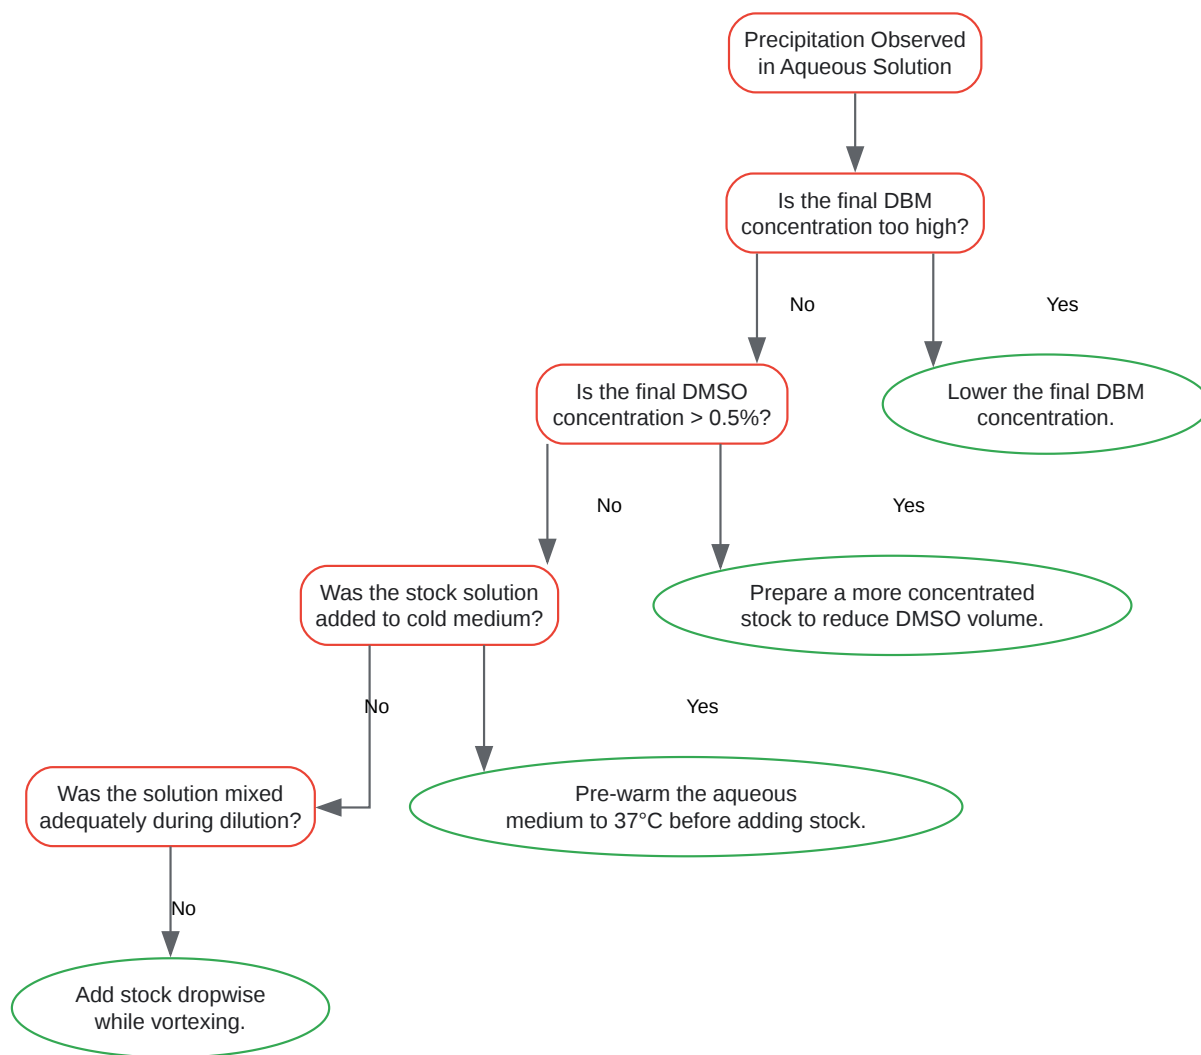 Precipitation Observed
in Aqueous Solution
Is the final DBM
concentration too high?
No
Yes
Is the final DMSO
concentration > 0.5%?
Lower the final DBM
concentration.
No
Yes
Was the stock solution
added to cold medium?
Prepare a more concentrated
stock to reduce DMSO volume.
No
Yes
Was the solution mixed
adequately during dilution?
Pre-warm the aqueous
medium to 37°C before adding stock.
No
Add stock dropwise
while vortexing.